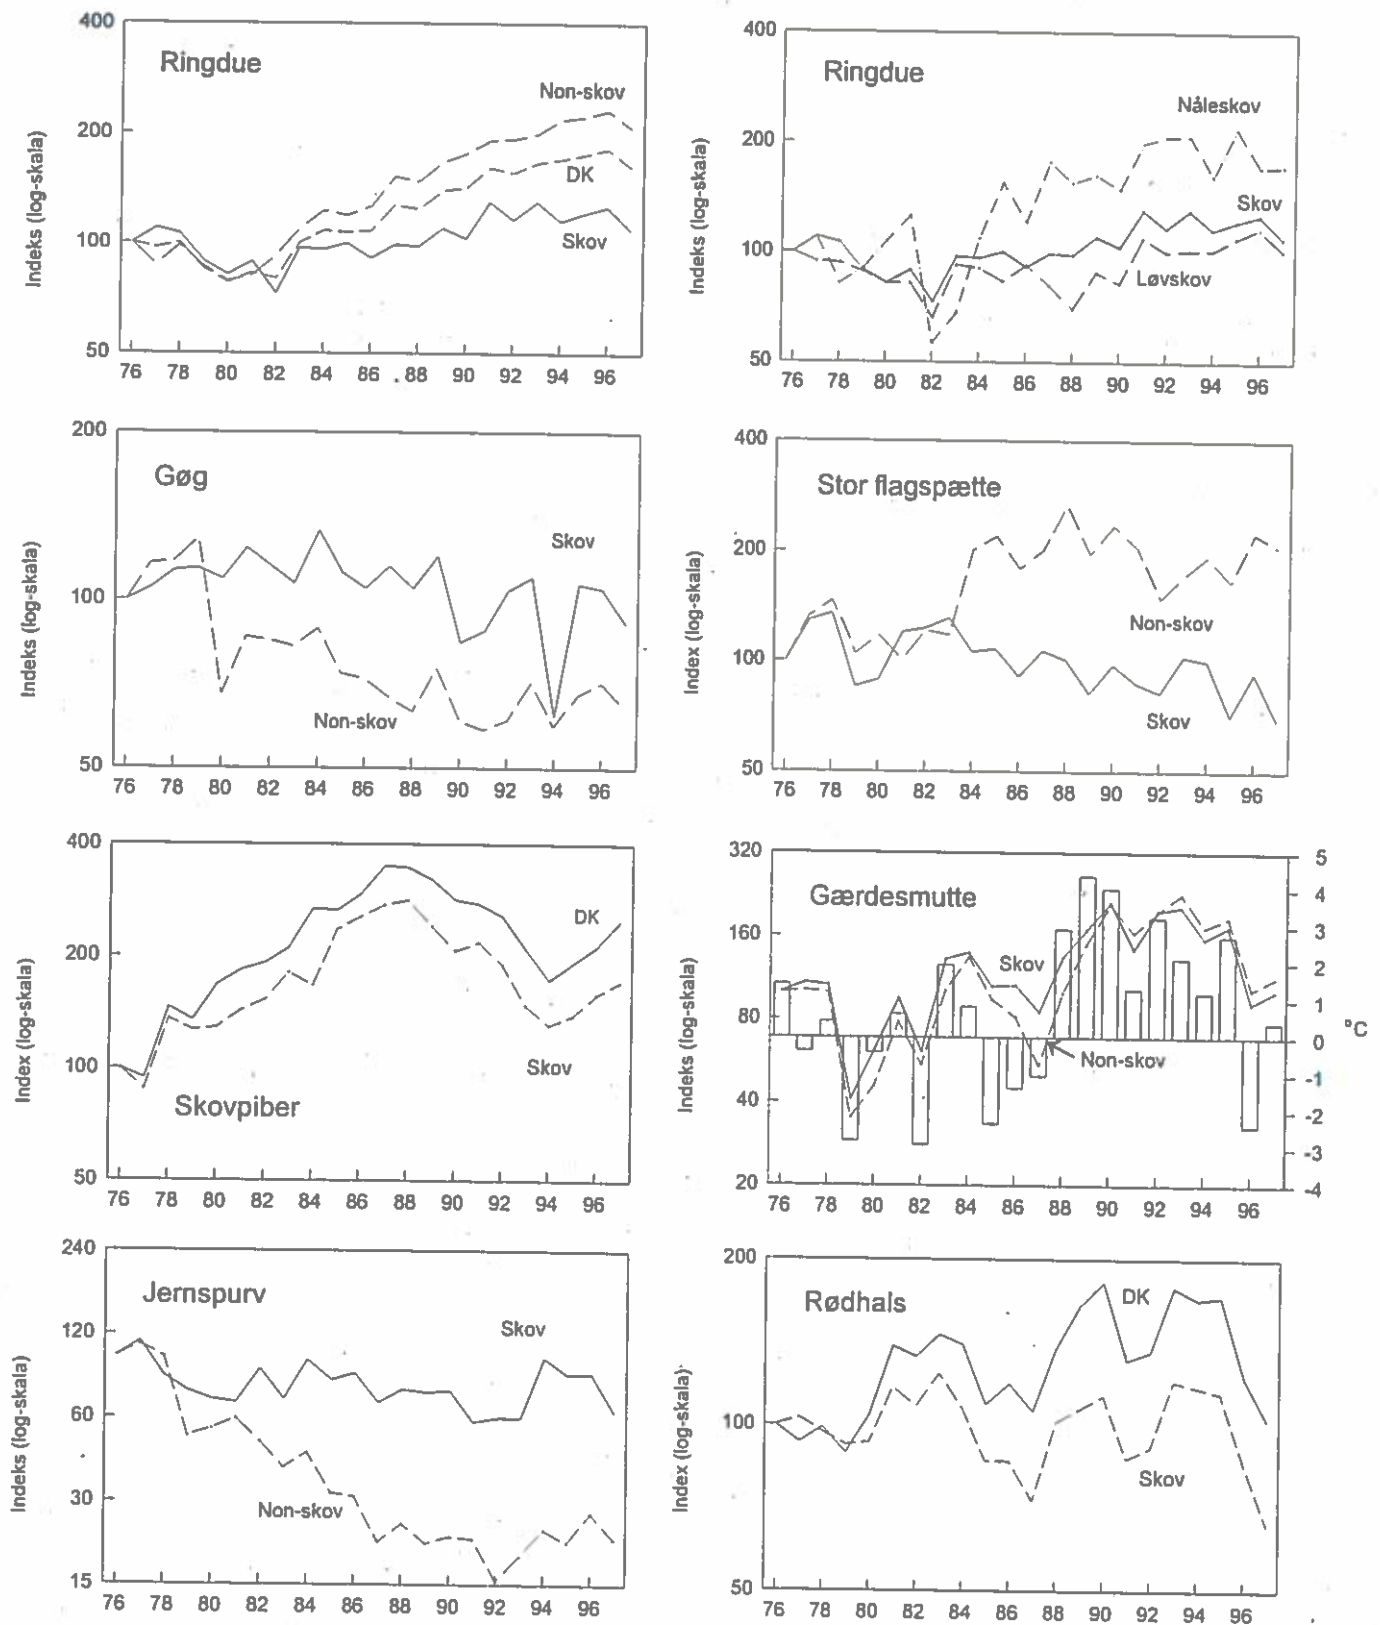 Ringdue
Indeks (log-skala)
400
200
100
50
Non-skov
DK
Skov
76 78 80 82 84 86 88 90 92 94 96
Ringdue
Indeks (log-skala)
400
200
100
50
Nåleskov
Skov
Løvskov
76 78 80 82 84 86 88 90 92 94 96
Gøg
Indeks (log-skala)
200
100
50
Skov
Non-skov
76 78 80 82 84 86 88 90 92 94 96
Stor flagspætte
Index (log-skala)
400
200
100
50
Non-skov
Skov
76 78 80 82 84 86 88 90 92 94 96
Skovpiber
Index (log-skala)
400
200
100
50
DK
Skov
76 78 80 82 84 86 88 90 92 94 96
Gærdesmutte
Indeks (log-skala)
320
160
80
40
20
Skov
Non-skov
5
4
3
2
1
0
-1
-2
-3
-4
°C
76 78 80 82 84 86 88 90 92 94 96
Jernspurv
Indeks (log-skala)
240
120
60
30
15
Skov
Non-skov
76 78 80 82 84 86 88 90 92 94 96
Rødhals
Index (log-skala)
200
100
50
DK
Skov
76 78 80 82 84 86 88 90 92 94 96